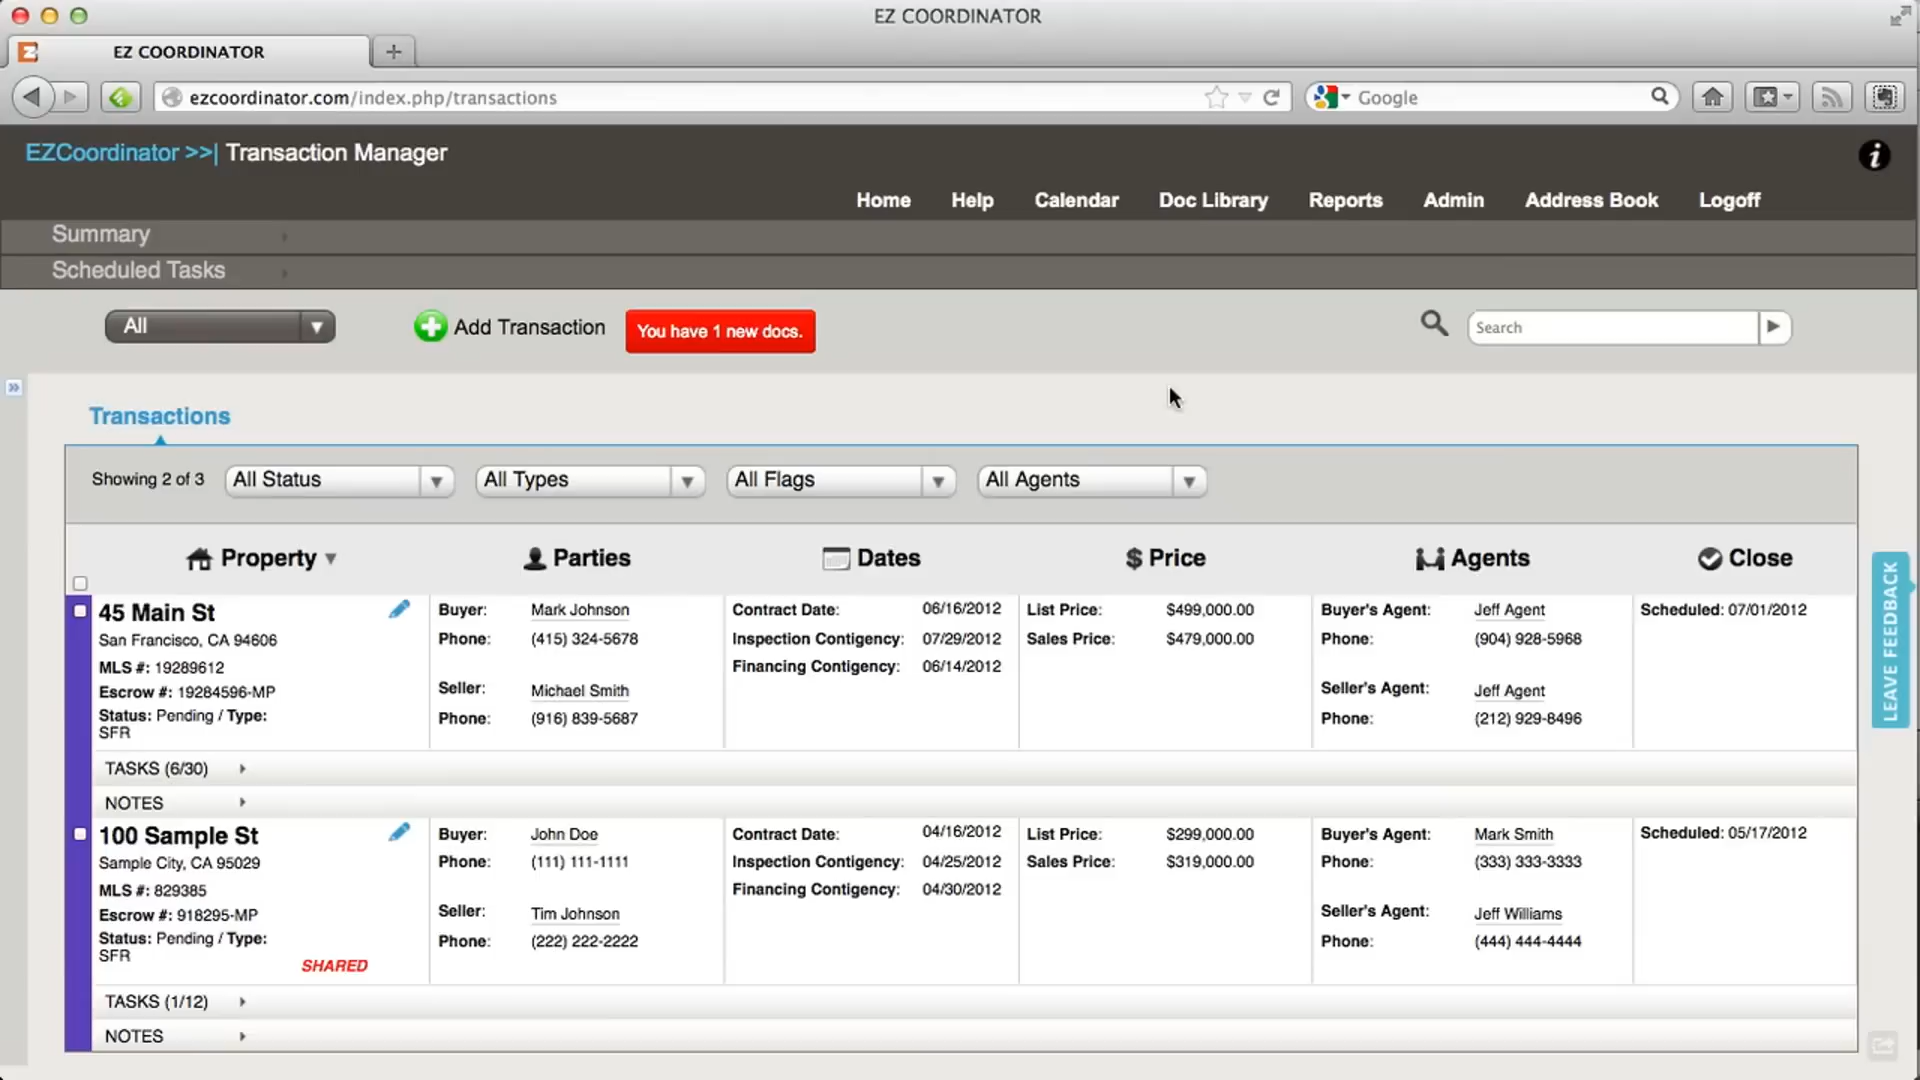 EZ COORDINATOR
EZ COORDINATOR
ezcoordinator.com/index.php/transactions
Google
EZCoordinator >>| Transaction Manager
Home Help Calendar Doc Library Reports Admin Address Book Logoff
Summary
Scheduled Tasks
All
Add Transaction
You have 1 new docs.
Search
Transactions
Showing 2 of 3 All Status All Types All Flags All Agents
Property Parties Dates $ Price Agents Close
45 Main St
San Francisco, CA 94606
MLS #: 19289612
Escrow #: 19284596-MP
Status: Pending / Type:
SFR
Buyer: Mark Johnson
Phone: (415) 324-5678
Seller: Michael Smith
Phone: (916) 839-5687
Contract Date: 06/16/2012
Inspection Contigency: 07/29/2012
Financing Contigency: 06/14/2012
List Price: $499,000.00
Sales Price: $479,000.00
Buyer's Agent: Jeff Agent
Phone: (904) 928-5968
Seller's Agent: Jeff Agent
Phone: (212) 929-8496
Scheduled: 07/01/2012
TASKS (6/30)
NOTES
100 Sample St
Sample City, CA 95029
MLS #: 829385
Escrow #: 918295-MP
Status: Pending / Type:
SFR
SHARED
Buyer: John Doe
Phone: (111) 111-1111
Seller: Tim Johnson
Phone: (222) 222-2222
Contract Date: 04/16/2012
Inspection Contigency: 04/25/2012
Financing Contigency: 04/30/2012
List Price: $299,000.00
Sales Price: $319,000.00
Buyer's Agent: Mark Smith
Phone: (333) 333-3333
Seller's Agent: Jeff Williams
Phone: (444) 444-4444
Scheduled: 05/17/2012
TASKS (1/12)
NOTES
LEAVE FEEDBACK